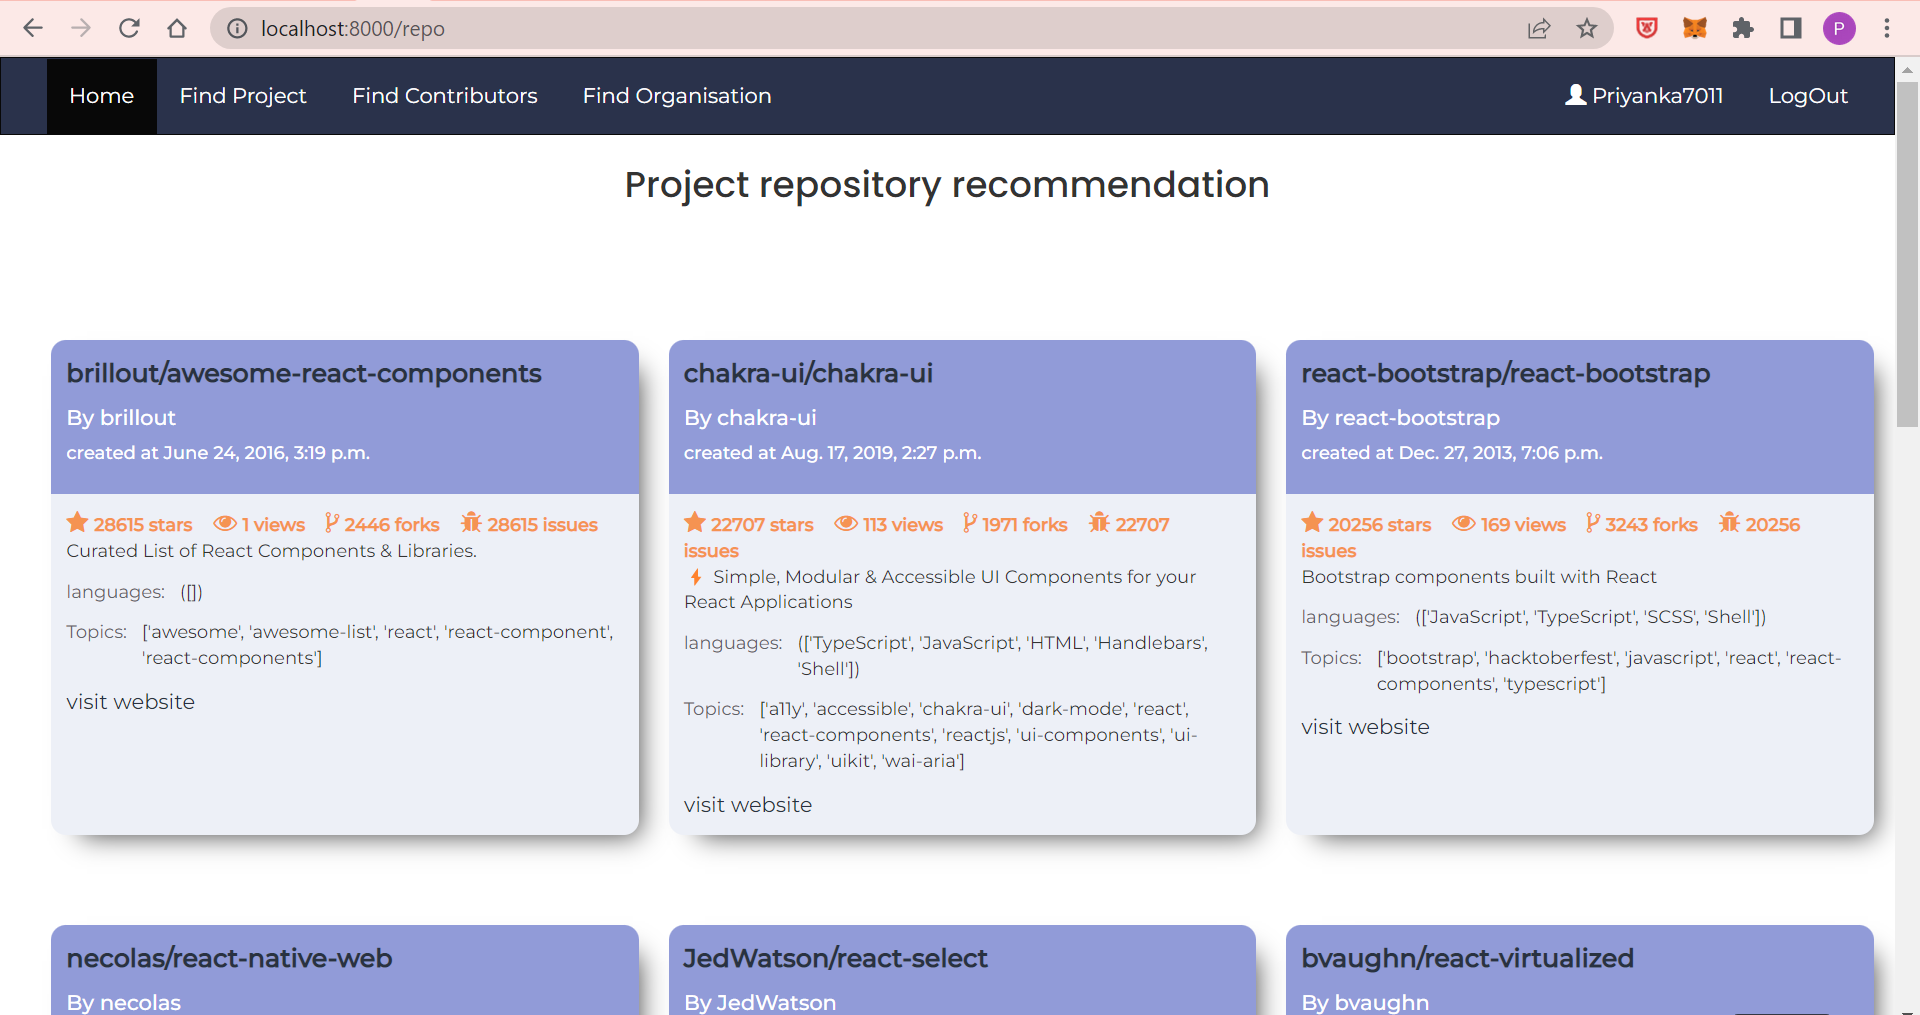 localhost:8000/repo
P
Home Find Project Find Contributors Find Organisation Priyanka7011 LogOut
Project repository recommendation
brillout/awesome-react-components
By brillout
created at June 24, 2016, 3:19 p.m.
28615 stars 1 views 2446 forks 28615 issues
Curated List of React Components & Libraries.
languages: ([])
Topics: ['awesome', 'awesome-list', 'react', 'react-component',
'react-components']
visit website
chakra-ui/chakra-ui
By chakra-ui
created at Aug. 17, 2019, 2:27 p.m.
22707 stars 113 views 1971 forks 22707
issues
⚡ Simple, Modular & Accessible UI Components for your
React Applications
languages: (['TypeScript', 'JavaScript', 'HTML', 'Handlebars',
'Shell'])
Topics: ['a11y', 'accessible', 'chakra-ui', 'dark-mode', 'react',
'react-components', 'reactjs', 'ui-components', 'ui-
library', 'uikit', 'wai-aria']
visit website
react-bootstrap/react-bootstrap
By react-bootstrap
created at Dec. 27, 2013, 7:06 p.m.
20256 stars 169 views 3243 forks 20256
issues
Bootstrap components built with React
languages: (['JavaScript', 'TypeScript', 'SCSS', 'Shell'])
Topics: ['bootstrap', 'hacktoberfest', 'javascript', 'react', 'react-
components', 'typescript']
visit website
necolas/react-native-web
By necolas
JedWatson/react-select
By JedWatson
bvaughn/react-virtualized
By bvaughn